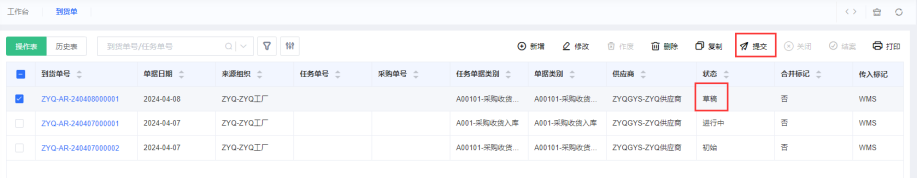 工作台 到货单
操作表 历史表 到货单号/任务单号 新增 修改 作废 删除 复制 提交 关闭 结案 打印
到货单号 单据日期 来源组织 任务单号 采购单号 任务单据类别 单据类别 供应商 状态 合并标记 传入标记
ZYQ-AR-240408000001 2024-04-08 ZYQ-ZYQ工厂 A00101-采购收货... A00101-采购收货... ZYQGYS-ZYQ供应商 草稿 否 WMS
ZYQ-AR-240407000001 2024-04-07 ZYQ-ZYQ工厂 A001-采购收货入库 A001-采购收货入库 ZYQGYS-ZYQ供应商 进行中 否 WMS
ZYQ-AR-240407000002 2024-04-07 ZYQ-ZYQ工厂 A00101-采购收货... A00101-采购收货... ZYQGYS-ZYQ供应商 初始 否 WMS